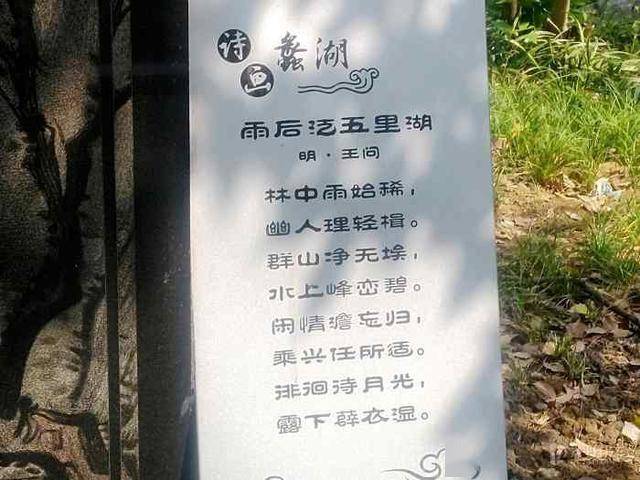 诗画蠡湖
雨后泛五里湖
明·王问
林中雨始稀，
幽人理轻楫。
群山净无埃，
水上峰峦碧。
闲情澹忘归，
乘兴任所适。
徘徊待月光，
露下薜衣湿。